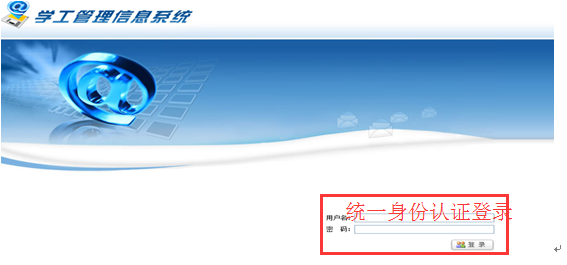 学工管理信息系统
统一身份认证登录
用户名:
密 码:
登 录